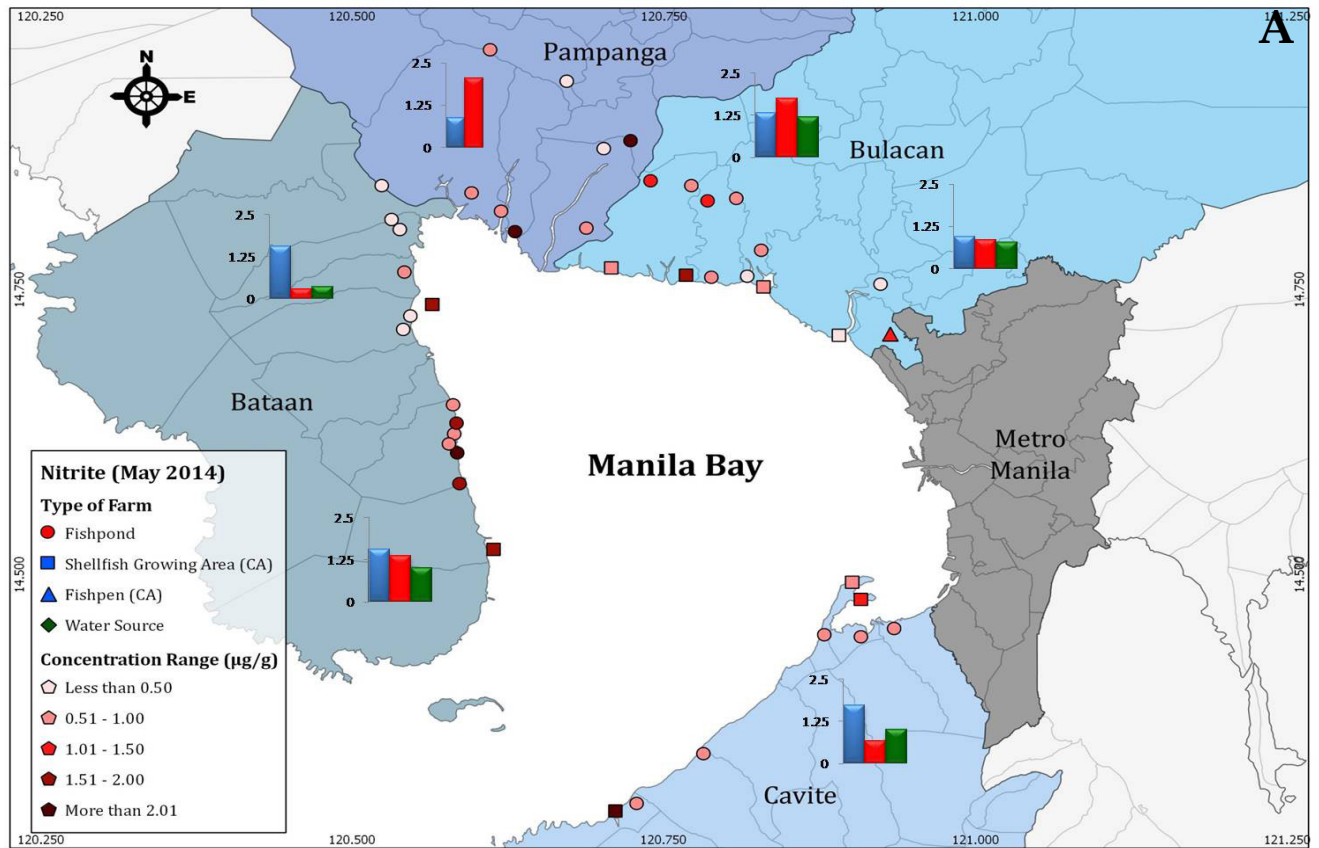 120.250
120.500
120.750
121.000
121.250
A
N
E
Pampanga
2.5
1.25
0
2.5
1.25
0
Bulacan
2.5
1.25
0
2.5
1.25
0
14.750
14.750
Bataan
Metro
Manila
Manila Bay
Nitrite (May 2014)
Type of Farm
Fishpond
Shellfish Growing Area (CA)
Fishpen (CA)
Water Source
Concentration Range (µg/g)
Less than 0.50
0.51 - 1.00
1.01 - 1.50
1.51 - 2.00
More than 2.01
2.5
1.25
0
14.500
14.500
2.5
1.25
0
Cavite
120.250
120.500
120.750
121.000
121.250